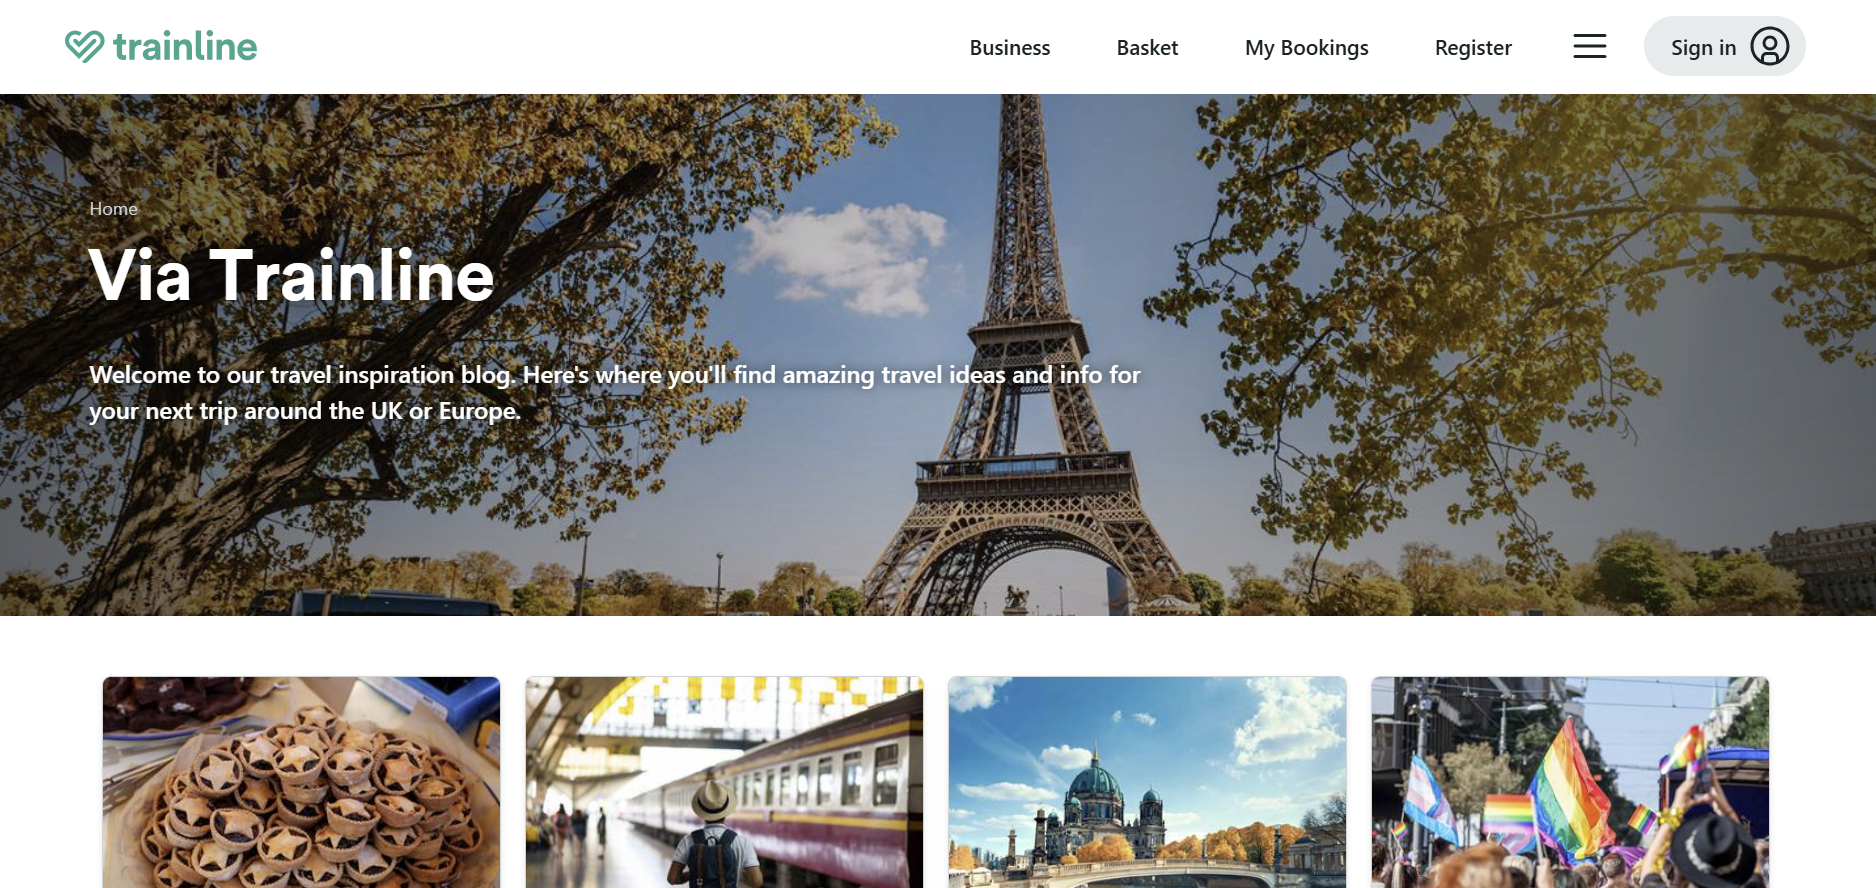 trainline
Business
Basket
My Bookings
Register
Sign in
Home
Via Trainline
Welcome to our travel inspiration blog. Here's where you'll find amazing travel ideas and info for
your next trip around the UK or Europe.